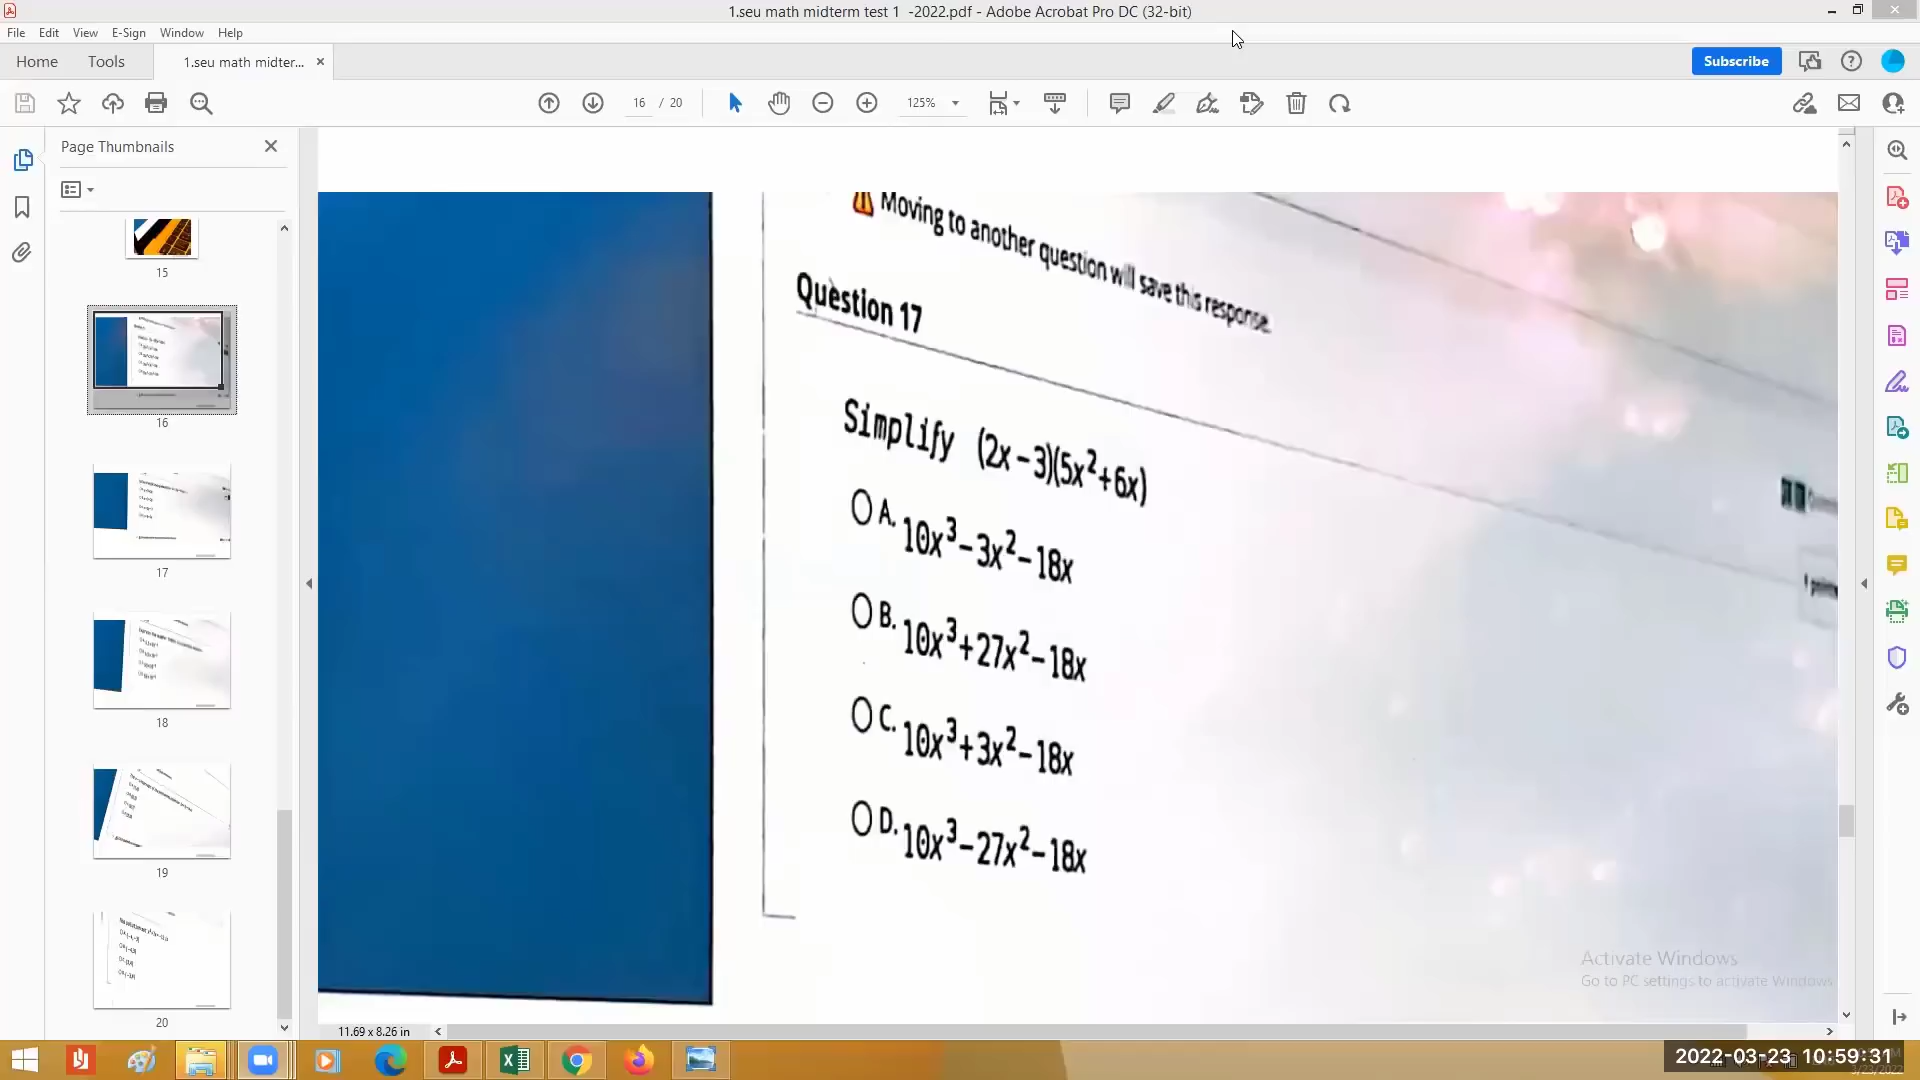 1.seu math midterm test 1 -2022.pdf - Adobe Acrobat Pro DC (32-bit)
File Edit View E-Sign Window Help
Home Tools 1.seu math midter... Subscribe
16 / 20 125%
Page Thumbnails
15
16
17
18
19
20
Moving to another question will save this response.
Question 17
Simplify (2x-3)(5x²+6x)
A. 10x³-3x²-18x
B. 10x³+27x²-18x
C. 10x³+3x²-18x
D. 10x³-27x²-18x
Activate Windows
Go to PC settings to activate Windows
11.69 x 8.26 in
2022-03-23 10:59:31